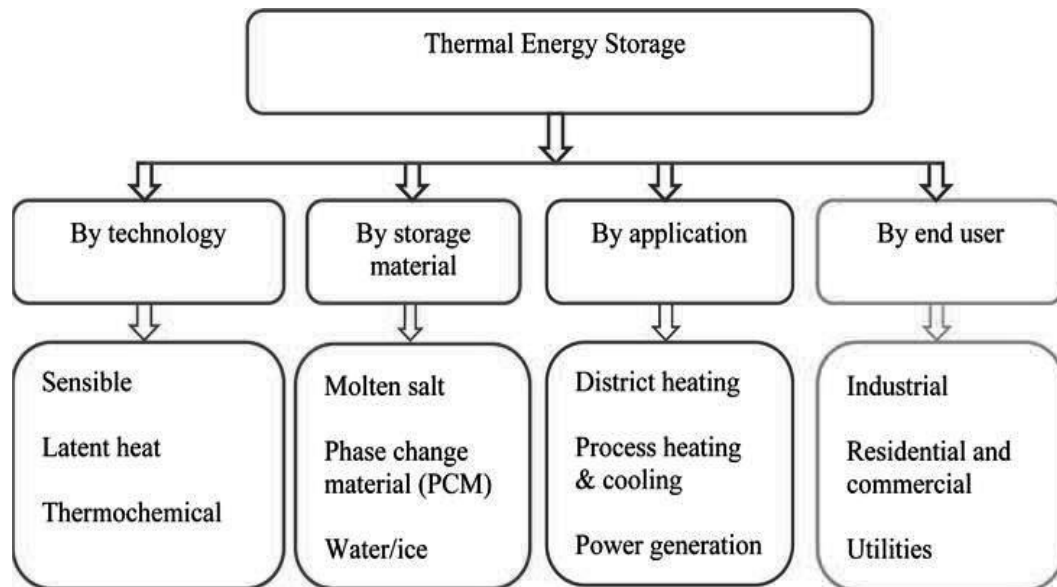 Thermal Energy Storage
By technology
By storage
material
By application
By end user
Sensible
Latent heat
Thermochemical
Molten salt
Phase change
material (PCM)
Water/ice
District heating
Process heating
& cooling
Power generation
Industrial
Residential and
commercial
Utilities